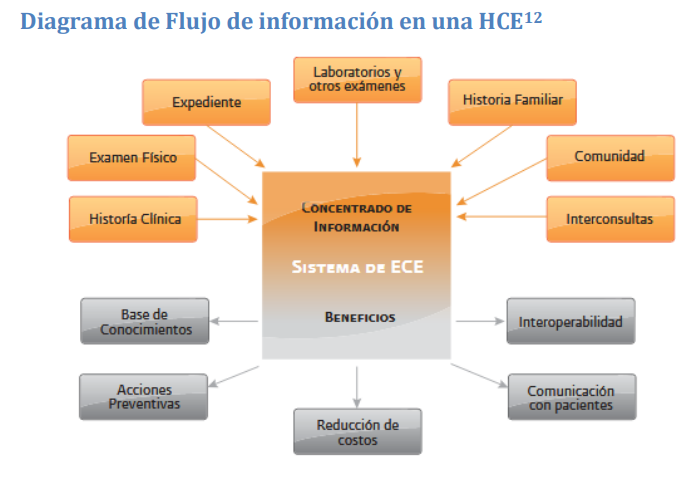 Diagrama de Flujo de información en una HCE12
Laboratorios y
otros exámenes
Expediente
Historia Familiar
Examen Físico
Comunidad
Historía Clínica
Interconsultas
CONCENTRADO DE
INFORMACIÓN
SISTEMA DE ECE
BENEFICIOS
Base de
Conocimientos
Interoperabilidad
Acciones
Preventivas
Comunicación
con pacientes
Reducción de
costos